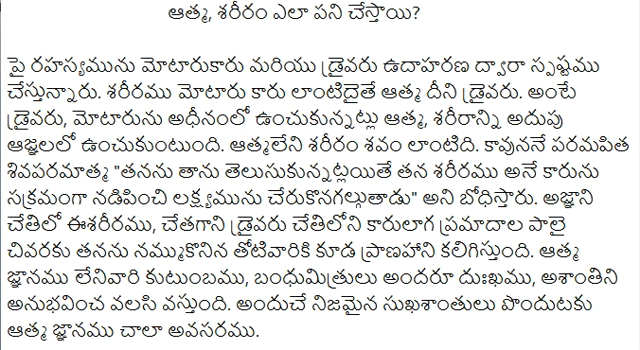 ఆత్మ, శరీరం ఎలా పని చేస్తాయి?
పై రహస్యమును మోటారుకారు మరియు డ్రైవరు ఉదాహరణ ద్వారా స్పష్టము
చేస్తున్నారు. శరీరము మోటారు కారు లాంటిదైతే ఆత్మ దీని డ్రైవరు. అంటే
డ్రైవరు, మోటారును అధీనంలో ఉంచుకున్నట్లు ఆత్మ, శరీరాన్ని అదుపు
ఆజ్ఞలలో ఉంచుకుంటుంది. ఆత్మలేని శరీరం శవం లాంటిది. కావుననే పరమపిత
శివపరమాత్మ "తనను తాను తెలుసుకున్నట్లయితే తన శరీరము అనే కారును
సక్రమంగా నడిపించి లక్ష్యమును చేరుకొనగల్గుతాడు" అని బోధిస్తారు. అజ్ఞాని
చేతిలో ఈశరీరము, చేతగాని డ్రైవరు చేతిలోని కారులాగ ప్రమాదాల పాలై
చివరకు తనను నమ్ముకొనిన తోటివారికి కూడ ప్రాణహాని కలిగిస్తుంది. ఆత్మ
జ్ఞానము లేనివారి కుటుంబము, బంధుమిత్రులు అందరూ దుఃఖము, అశాంతిని
అనుభవించ వలసి వస్తుంది. అందుచే నిజమైన సుఖశాంతులు పొందుటకు
ఆత్మ జ్ఞానము చాలా అవసరము.